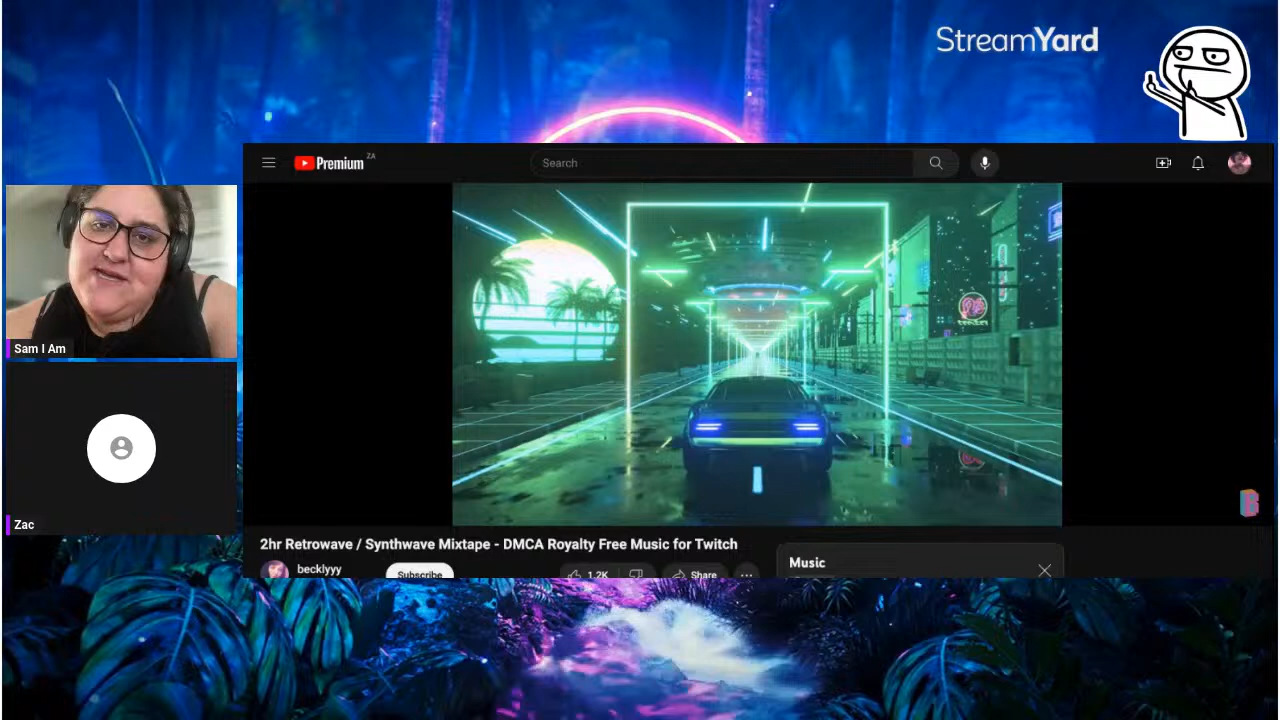 StreamYard
Premium ZA
Search
Sam I Am
Zac
2hr Retrowave / Synthwave Mixtape - DMCA Royalty Free Music for Twitch
becklyyy
Subscribe
1.2K
Share
Music